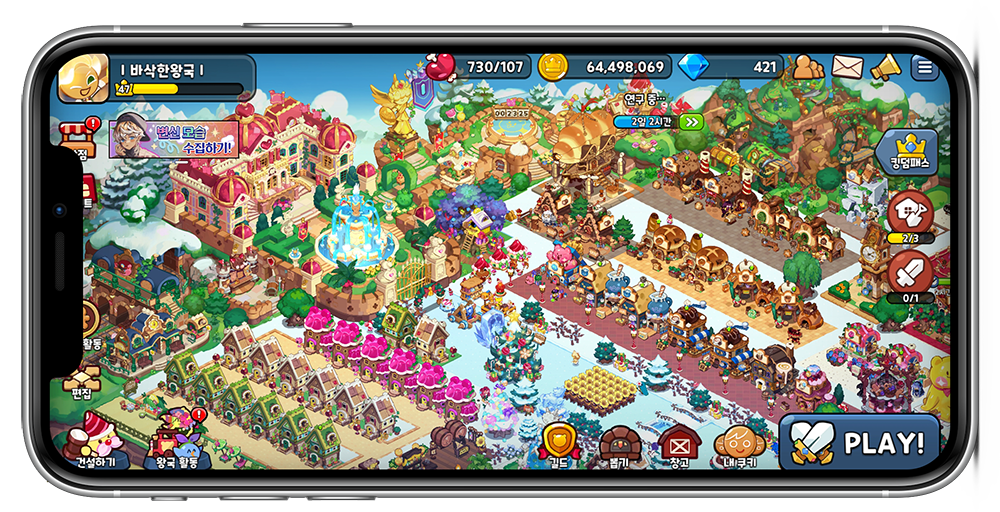 I 바삭한왕국 I
47
730/107
64,498,069
421
변신 모습
수집하기!
002325
연구 중...
2일 2시간
킹덤패스
2/3
0/1
활동
편집
건설하기
왕국 활동
길드
뽑기
창고
내 쿠키
PLAY!